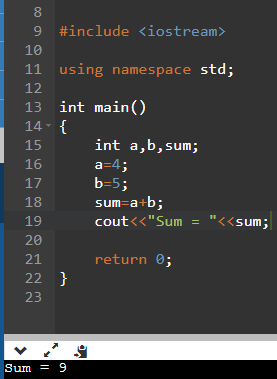 8
9 #include <iostream>
10
11 using namespace std;
12
13 int main()
14 {
15     int a,b,sum;
16     a=4;
17     b=5;
18     sum=a+b;
19     cout<<"Sum = "<<sum;
20
21     return 0;
22 }
23
Sum = 9